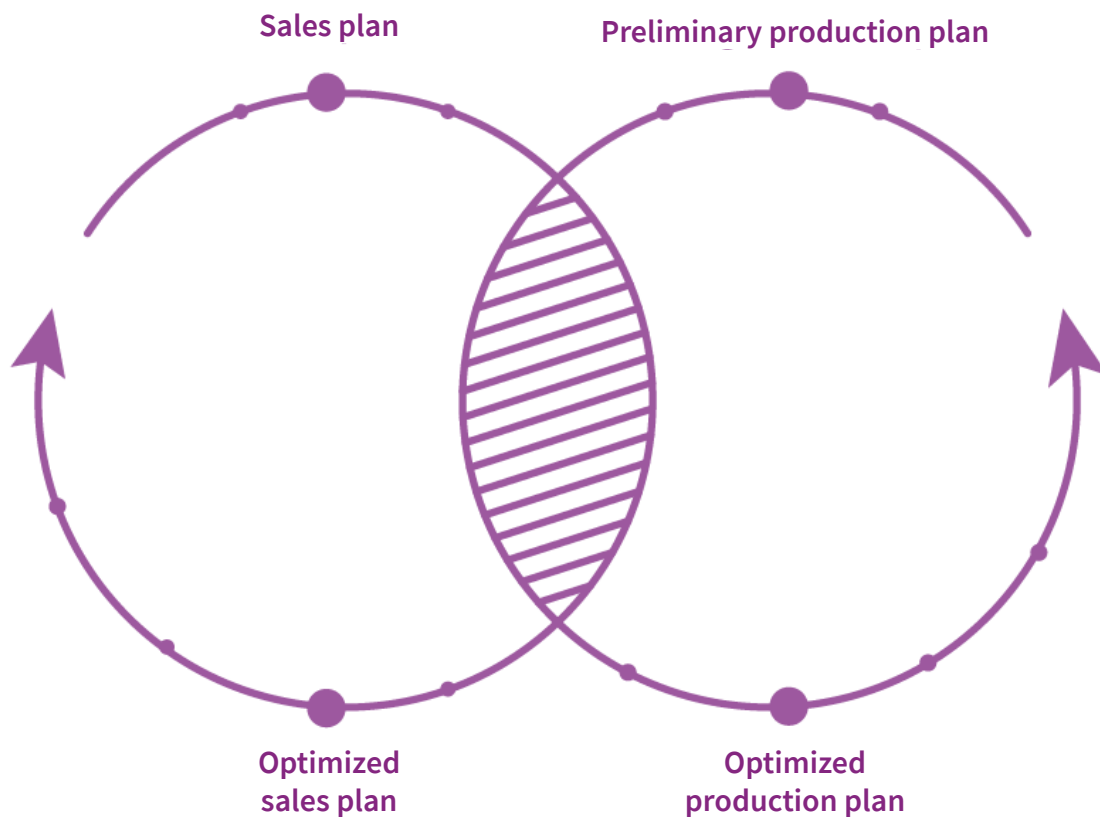 Sales plan
Preliminary production plan
Optimized
sales plan
Optimized
production plan